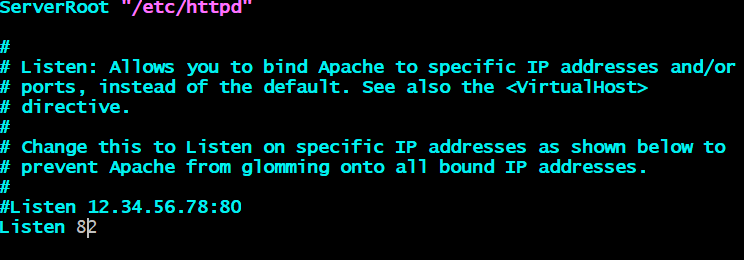 ServerRoot "/etc/httpd"
#
# Listen: Allows you to bind Apache to specific IP addresses and/or
# ports, instead of the default. See also the <VirtualHost>
# directive.
#
# Change this to Listen on specific IP addresses as shown below to
# prevent Apache from glomming onto all bound IP addresses.
#
#Listen 12.34.56.78:80
Listen 82